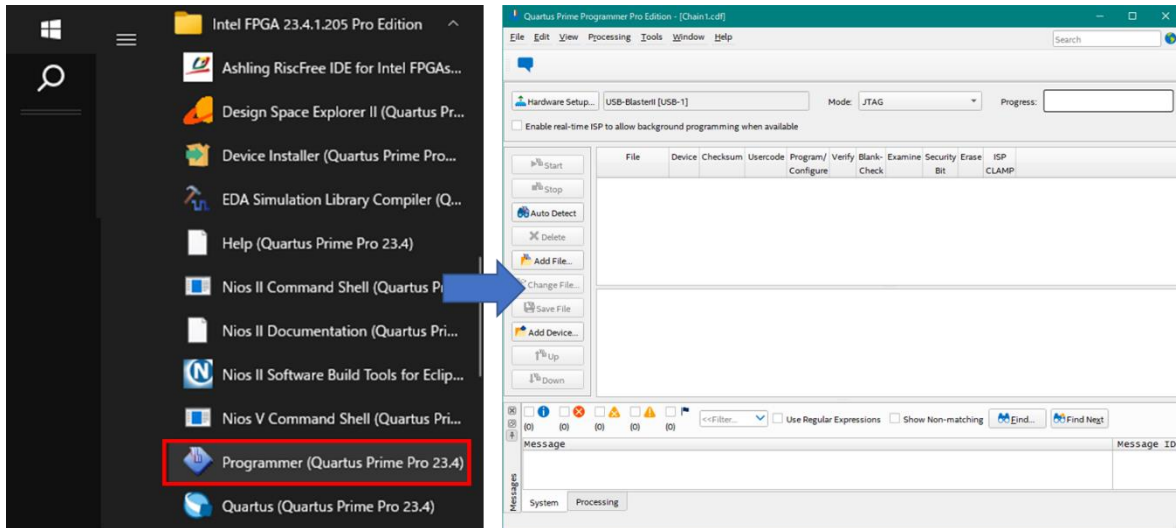 Intel FPGA 23.4.1.205 Pro Edition
Ashling RiscFree IDE for Intel FPGAs...
Design Space Explorer II (Quartus Pr...
Device Installer (Quartus Prime Pro...
EDA Simulation Library Compiler (Q...
Help (Quartus Prime Pro 23.4)
Nios II Command Shell (Quartus P
Nios II Documentation (Quartus Pri...
Nios II Software Build Tools for Eclip...
Nios V Command Shell (Quartus Pri...
Programmer (Quartus Prime Pro 23.4)
Quartus (Quartus Prime Pro 23.4)
Quartus Prime Programmer Pro Edition - [Chain1.cdf]
File Edit View Processing Tools Window Help
Search
Hardware Setup... USB-BlasterII [USB-1] Mode: JTAG Progress:
Enable real-time ISP to allow background programming when available
Start
Stop
Auto Detect
Delete
Add File...
Change File...
Save File
Add Device...
Up
Down
File Device Checksum Usercode Program/ Verify Blank- Examine Security Erase ISP
Configure Check Bit CLAMP
(0) (0) (0) (0) (0) <<Filter... Use Regular Expressions Show Non-matching Find... Find Next
Message Message ID
Messages
System Processing